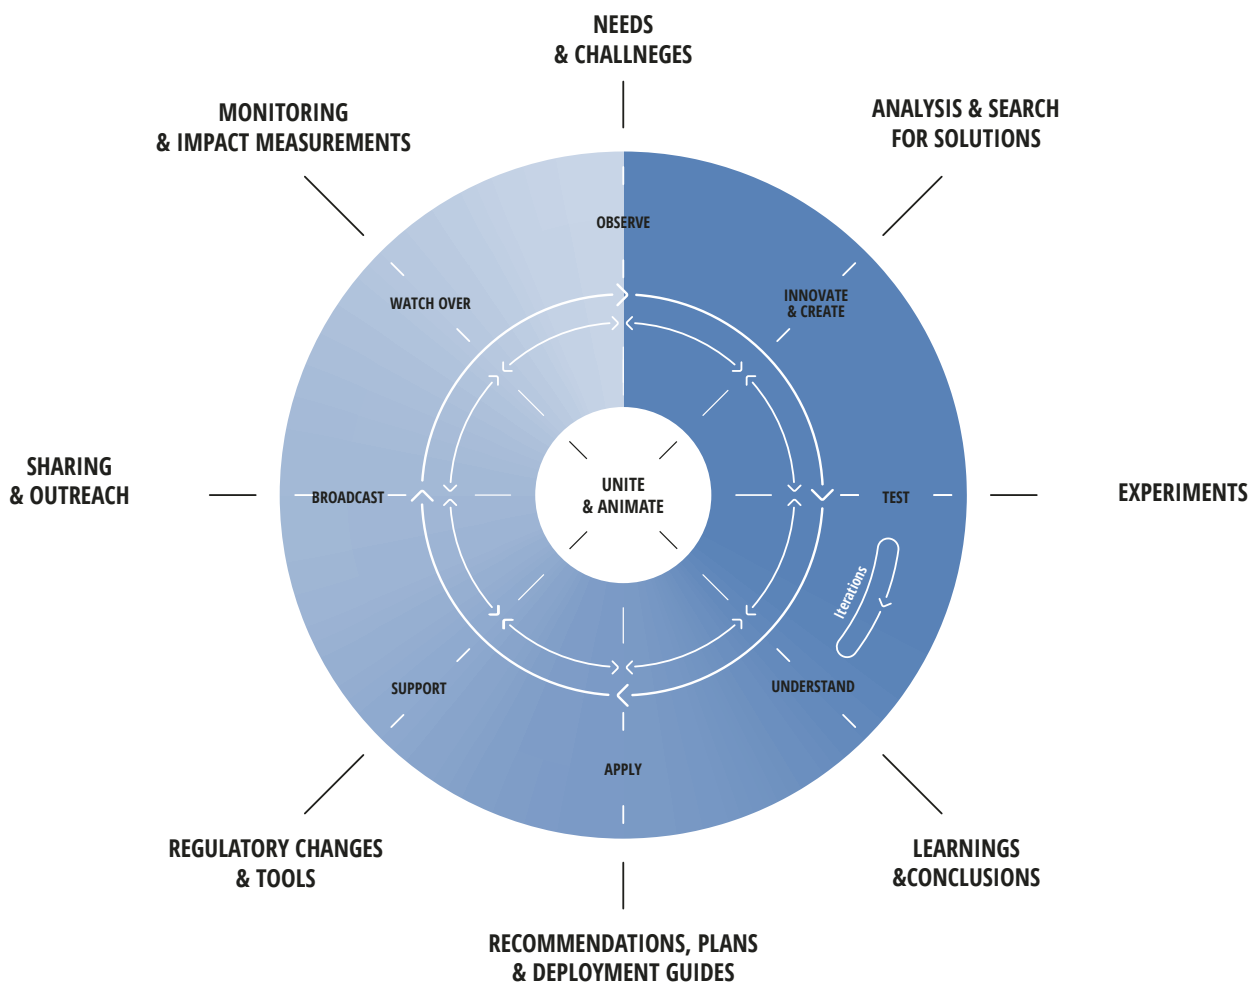 NEEDS
& CHALLNEGES
ANALYSIS & SEARCH
FOR SOLUTIONS
MONITORING
& IMPACT MEASUREMENTS
OBSERVE
INNOVATE
& CREATE
WATCH OVER
SHARING
& OUTREACH
BROADCAST
UNITE
& ANIMATE
TEST
EXPERIMENTS
Iterations
SUPPORT
UNDERSTAND
APPLY
REGULATORY CHANGES
& TOOLS
LEARNINGS
&CONCLUSIONS
RECOMMENDATIONS, PLANS
& DEPLOYMENT GUIDES